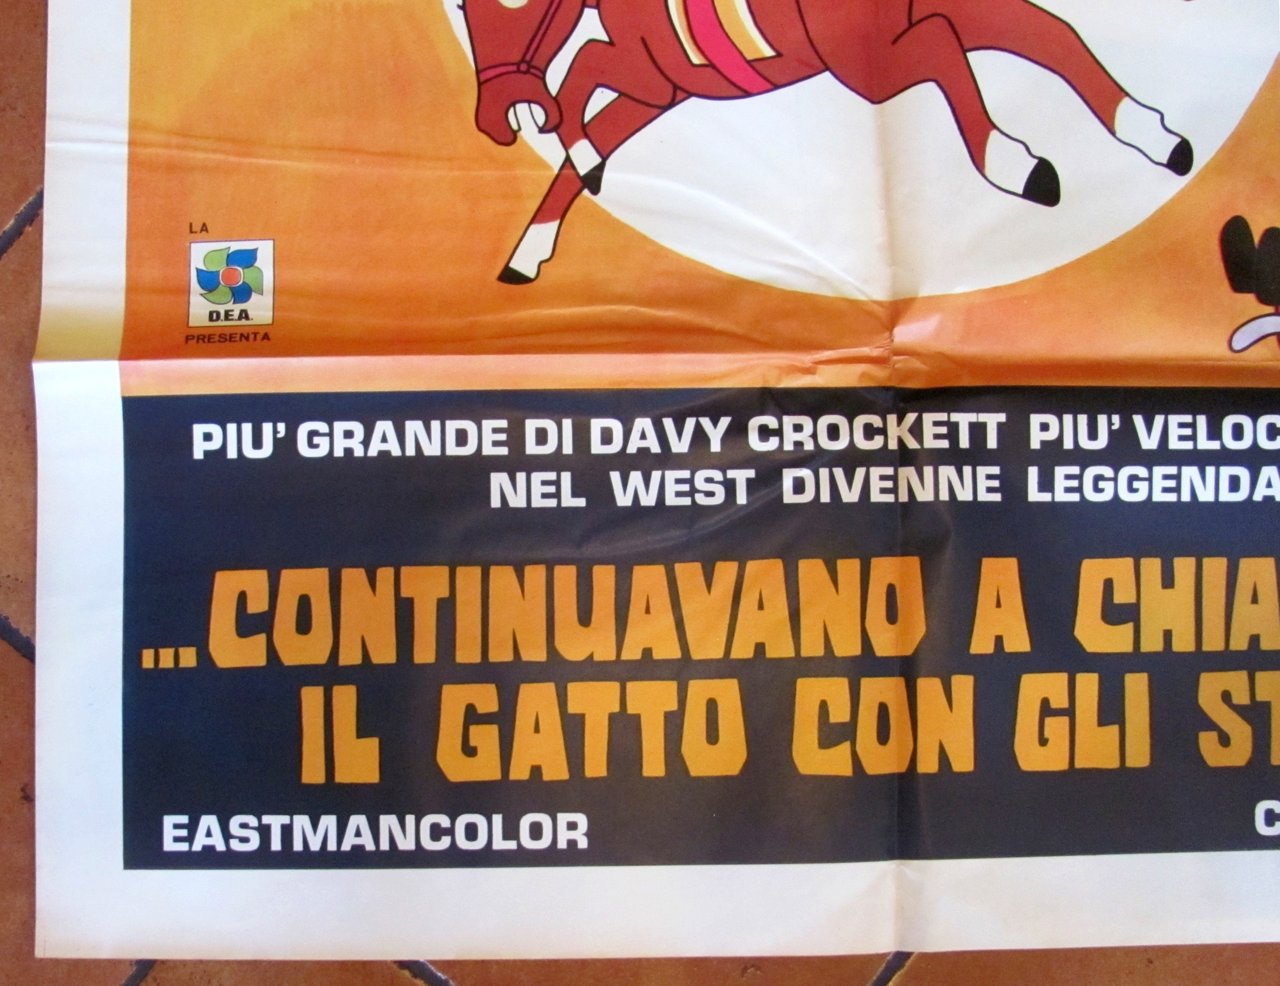 LA
D.E.A.
PRESENTA
PIU' GRANDE DI DAVY CROCKETT PIU' VELOC
NEL WEST DIVENNE LEGGENDA
...CONTINUAVANO A CHIA
IL GATTO CON GLI ST
EASTMANCOLOR C